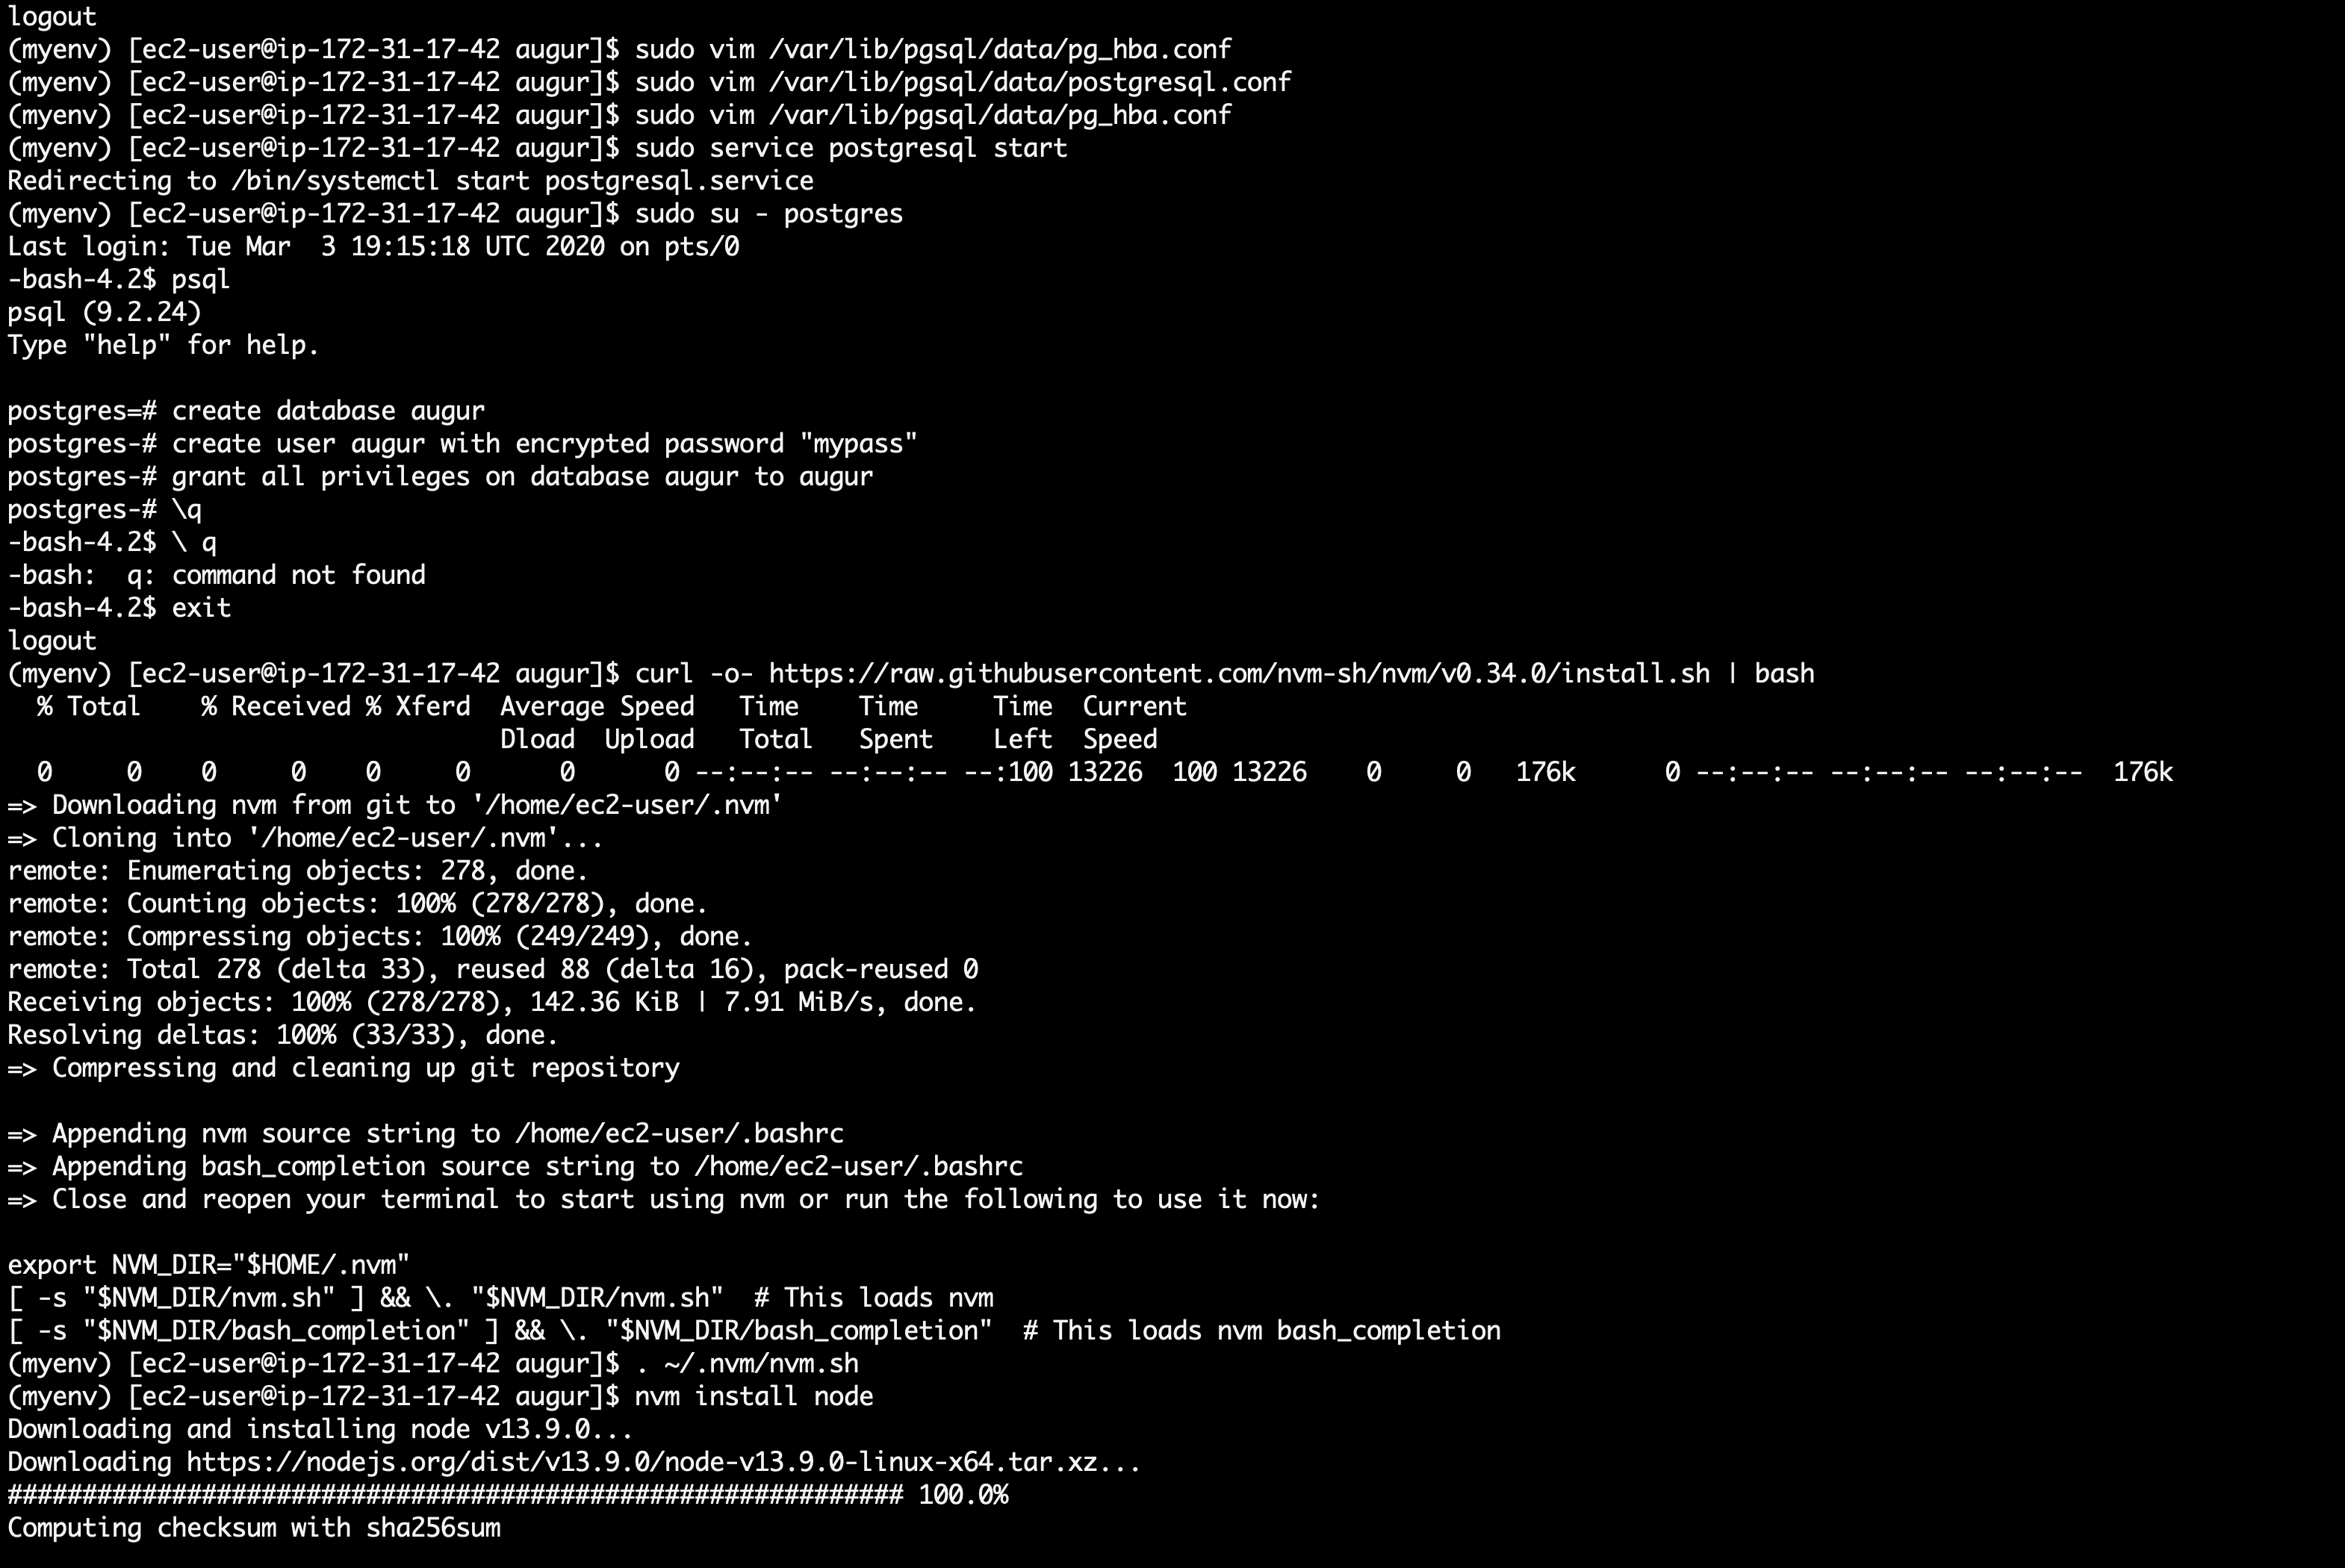 logout
(myenv) [ec2-user@ip-172-31-17-42 augur]$ sudo vim /var/lib/pgsql/data/pg_hba.conf
(myenv) [ec2-user@ip-172-31-17-42 augur]$ sudo vim /var/lib/pgsql/data/postgresql.conf
(myenv) [ec2-user@ip-172-31-17-42 augur]$ sudo vim /var/lib/pgsql/data/pg_hba.conf
(myenv) [ec2-user@ip-172-31-17-42 augur]$ sudo service postgresql start
Redirecting to /bin/systemctl start postgresql.service
(myenv) [ec2-user@ip-172-31-17-42 augur]$ sudo su - postgres
Last login: Tue Mar  3 19:15:18 UTC 2020 on pts/0
-bash-4.2$ psql
psql (9.2.24)
Type "help" for help.

postgres=# create database augur
postgres-# create user augur with encrypted password "mypass"
postgres-# grant all privileges on database augur to augur
postgres-# \q
-bash-4.2$ \ q
-bash:  q: command not found
-bash-4.2$ exit
logout
(myenv) [ec2-user@ip-172-31-17-42 augur]$ curl -o- https://raw.githubusercontent.com/nvm-sh/nvm/v0.34.0/install.sh | bash
  % Total    % Received % Xferd  Average Speed   Time    Time     Time  Current
                                 Dload  Upload   Total   Spent    Left  Speed
  0     0    0     0    0     0      0      0 --:--:-- --:--:-- --:100 13226  100 13226    0     0   176k      0 --:--:-- --:--:-- --:--:--  176k
=> Downloading nvm from git to '/home/ec2-user/.nvm'
=> Cloning into '/home/ec2-user/.nvm'...
remote: Enumerating objects: 278, done.
remote: Counting objects: 100% (278/278), done.
remote: Compressing objects: 100% (249/249), done.
remote: Total 278 (delta 33), reused 88 (delta 16), pack-reused 0
Receiving objects: 100% (278/278), 142.36 KiB | 7.91 MiB/s, done.
Resolving deltas: 100% (33/33), done.
=> Compressing and cleaning up git repository

=> Appending nvm source string to /home/ec2-user/.bashrc
=> Appending bash_completion source string to /home/ec2-user/.bashrc
=> Close and reopen your terminal to start using nvm or run the following to use it now:

export NVM_DIR="$HOME/.nvm"
[ -s "$NVM_DIR/nvm.sh" ] && \. "$NVM_DIR/nvm.sh"  # This loads nvm
[ -s "$NVM_DIR/bash_completion" ] && \. "$NVM_DIR/bash_completion"  # This loads nvm bash_completion
(myenv) [ec2-user@ip-172-31-17-42 augur]$ . ~/.nvm/nvm.sh
(myenv) [ec2-user@ip-172-31-17-42 augur]$ nvm install node
Downloading and installing node v13.9.0...
Downloading https://nodejs.org/dist/v13.9.0/node-v13.9.0-linux-x64.tar.xz...
############################################################ 100.0%
Computing checksum with sha256sum